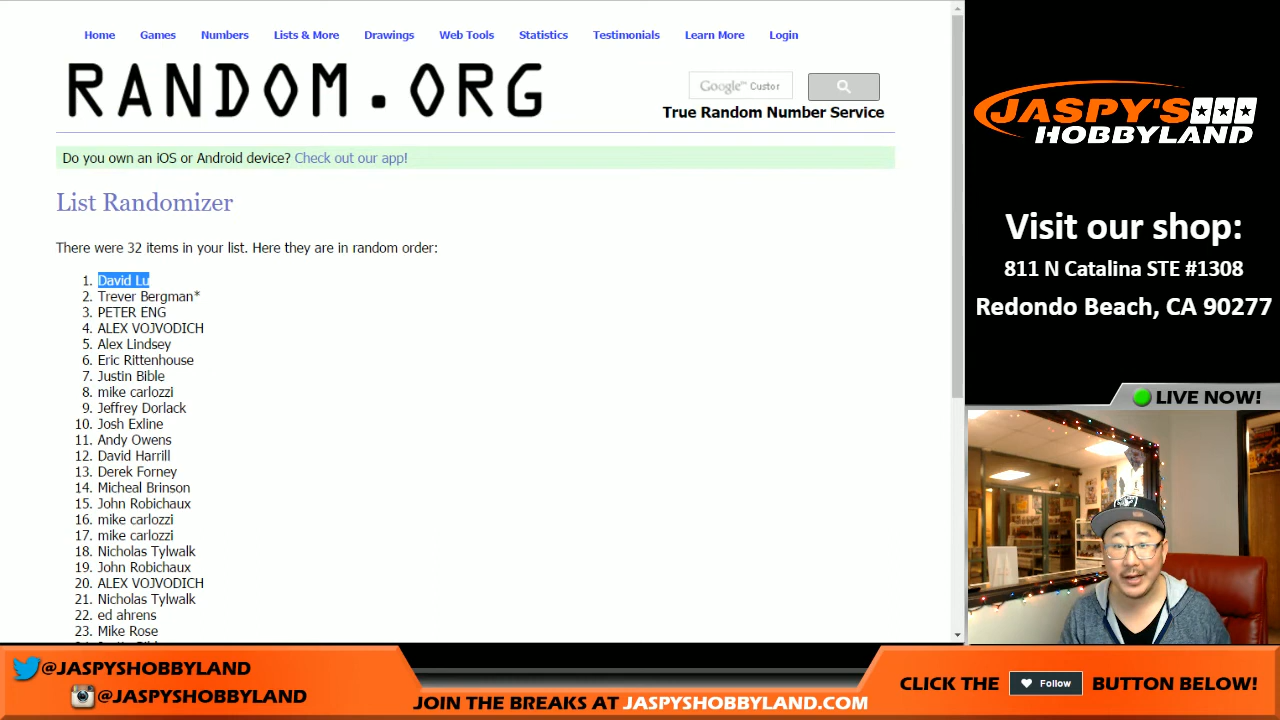 Home Games Numbers Lists & More Drawings Web Tools Statistics Testimonials Learn More Login
RANDOM.ORG
Google™ Custor
True Random Number Service
Do you own an iOS or Android device? Check out our app!
List Randomizer
There were 32 items in your list. Here they are in random order:
1. David Lu
2. Trever Bergman*
3. PETER ENG
4. ALEX VOJVODICH
5. Alex Lindsey
6. Eric Rittenhouse
7. Justin Bible
8. mike carlozzi
9. Jeffrey Dorlack
10. Josh Exline
11. Andy Owens
12. David Harrill
13. Derek Forney
14. Micheal Brinson
15. John Robichaux
16. mike carlozzi
17. mike carlozzi
18. Nicholas Tylwalk
19. John Robichaux
20. ALEX VOJVODICH
21. Nicholas Tylwalk
22. ed ahrens
23. Mike Rose
JASPY'S
HOBBYLAND
Visit our shop:
811 N Catalina STE #1308
Redondo Beach, CA 90277
LIVE NOW!
@JASPYSHOBBYLAND
@JASPYSHOBBYLAND
JOIN THE BREAKS AT JASPYSHOBBYLAND.COM
CLICK THE Follow BUTTON BELOW!